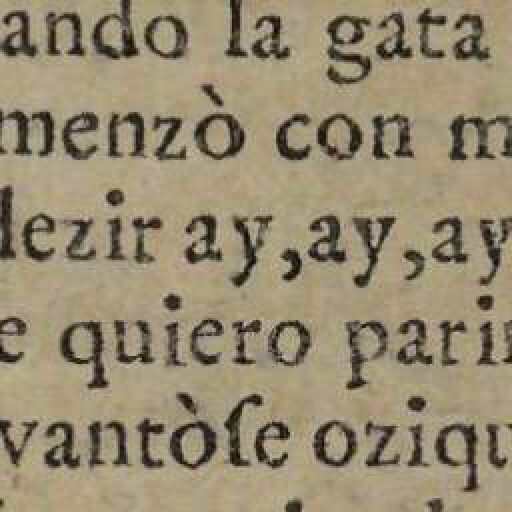 ando la gata
menzò con m
dezir ay,ay,ay
e quiero parir
vantòſe oziqu